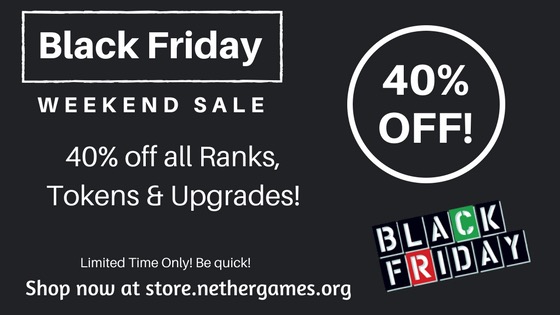 Black Friday
WEEKEND SALE
40% off all Ranks,
Tokens & Upgrades!
Limited Time Only! Be quick!
Shop now at store.nethergames.org
40%
OFF!
BLACK
FRIDAY